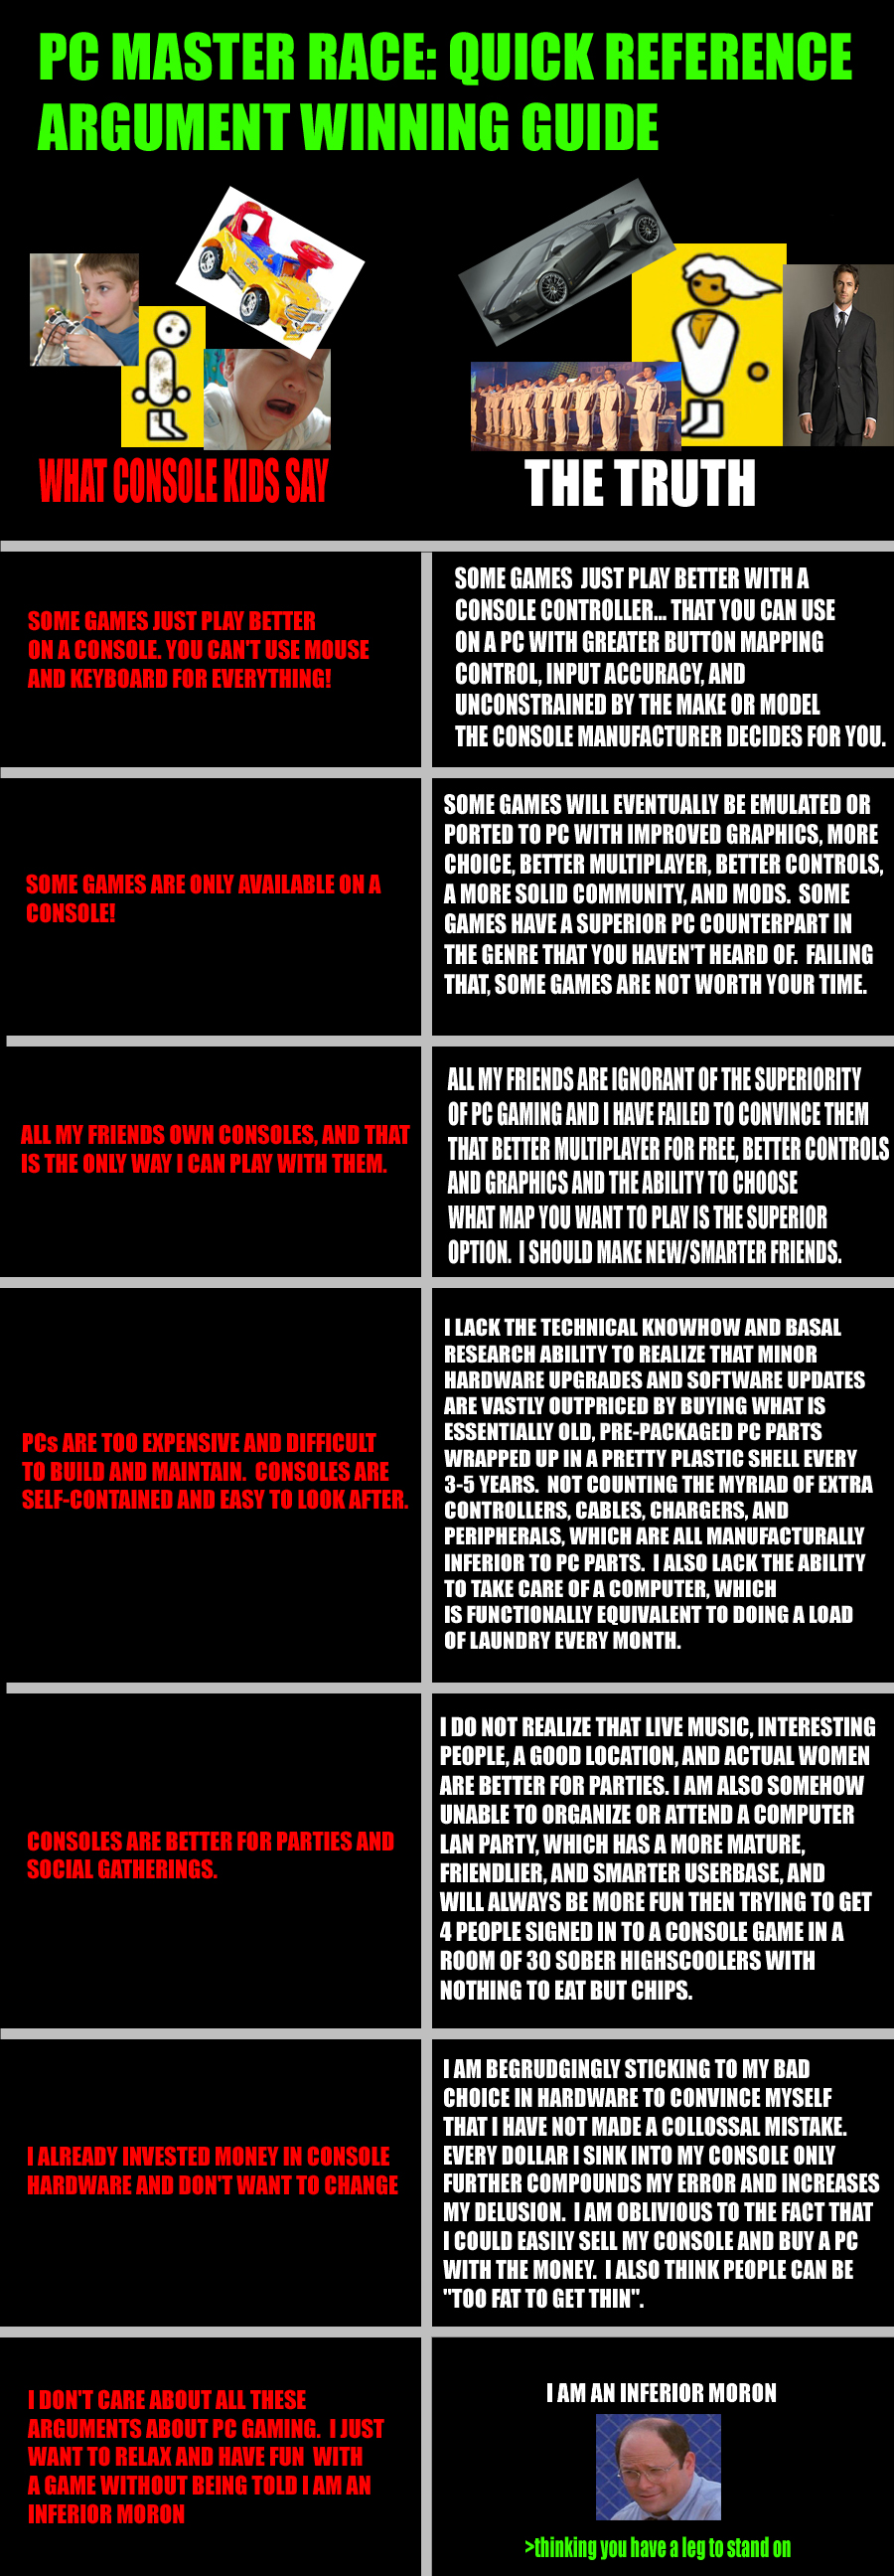 PC MASTER RACE: QUICK REFERENCE
ARGUMENT WINNING GUIDE
WHAT CONSOLE KIDS SAY
THE TRUTH
SOME GAMES JUST PLAY BETTER
ON A CONSOLE. YOU CAN'T USE MOUSE
AND KEYBOARD FOR EVERYTHING!
SOME GAMES JUST PLAY BETTER WITH A
CONSOLE CONTROLLER... THAT YOU CAN USE
ON A PC WITH GREATER BUTTON MAPPING
CONTROL, INPUT ACCURACY, AND
UNCONSTRAINED BY THE MAKE OR MODEL
THE CONSOLE MANUFACTURER DECIDES FOR YOU.
SOME GAMES ARE ONLY AVAILABLE ON A
CONSOLE!
SOME GAMES WILL EVENTUALLY BE EMULATED OR
PORTED TO PC WITH IMPROVED GRAPHICS, MORE
CHOICE, BETTER MULTIPLAYER, BETTER CONTROLS,
A MORE SOLID COMMUNITY, AND MODS. SOME
GAMES HAVE A SUPERIOR PC COUNTERPART IN
THE GENRE THAT YOU HAVEN'T HEARD OF. FAILING
THAT, SOME GAMES ARE NOT WORTH YOUR TIME.
ALL MY FRIENDS OWN CONSOLES, AND THAT
IS THE ONLY WAY I CAN PLAY WITH THEM.
ALL MY FRIENDS ARE IGNORANT OF THE SUPERIORITY
OF PC GAMING AND I HAVE FAILED TO CONVINCE THEM
THAT BETTER MULTIPLAYER FOR FREE, BETTER CONTROLS
AND GRAPHICS AND THE ABILITY TO CHOOSE
WHAT MAP YOU WANT TO PLAY IS THE SUPERIOR
OPTION. I SHOULD MAKE NEW/SMARTER FRIENDS.
PCs ARE TOO EXPENSIVE AND DIFFICULT
TO BUILD AND MAINTAIN. CONSOLES ARE
SELF-CONTAINED AND EASY TO LOOK AFTER.
I LACK THE TECHNICAL KNOWHOW AND BASAL
RESEARCH ABILITY TO REALIZE THAT MINOR
HARDWARE UPGRADES AND SOFTWARE UPDATES
ARE VASTLY OUTPRICED BY BUYING WHAT IS
ESSENTIALLY OLD, PRE-PACKAGED PC PARTS
WRAPPED UP IN A PRETTY PLASTIC SHELL EVERY
3-5 YEARS. NOT COUNTING THE MYRIAD OF EXTRA
CONTROLLERS, CABLES, CHARGERS, AND
PERIPHERALS, WHICH ARE ALL MANUFACTURALLY
INFERIOR TO PC PARTS. I ALSO LACK THE ABILITY
TO TAKE CARE OF A COMPUTER, WHICH
IS FUNCTIONALLY EQUIVALENT TO DOING A LOAD
OF LAUNDRY EVERY MONTH.
CONSOLES ARE BETTER FOR PARTIES AND
SOCIAL GATHERINGS.
I DO NOT REALIZE THAT LIVE MUSIC, INTERESTING
PEOPLE, A GOOD LOCATION, AND ACTUAL WOMEN
ARE BETTER FOR PARTIES. I AM ALSO SOMEHOW
UNABLE TO ORGANIZE OR ATTEND A COMPUTER
LAN PARTY, WHICH HAS A MORE MATURE,
FRIENDLIER, AND SMARTER USERBASE, AND
WILL ALWAYS BE MORE FUN THEN TRYING TO GET
4 PEOPLE SIGNED IN TO A CONSOLE GAME IN A
ROOM OF 30 SOBER HIGHSCOOLERS WITH
NOTHING TO EAT BUT CHIPS.
I ALREADY INVESTED MONEY IN CONSOLE
HARDWARE AND DON'T WANT TO CHANGE
I AM BEGRUDGINGLY STICKING TO MY BAD
CHOICE IN HARDWARE TO CONVINCE MYSELF
THAT I HAVE NOT MADE A COLLOSSAL MISTAKE.
EVERY DOLLAR I SINK INTO MY CONSOLE ONLY
FURTHER COMPOUNDS MY ERROR AND INCREASES
MY DELUSION. I AM OBLIVIOUS TO THE FACT THAT
I COULD EASILY SELL MY CONSOLE AND BUY A PC
WITH THE MONEY. I ALSO THINK PEOPLE CAN BE
"TOO FAT TO GET THIN".
I DON'T CARE ABOUT ALL THESE
ARGUMENTS ABOUT PC GAMING. I JUST
WANT TO RELAX AND HAVE FUN WITH
A GAME WITHOUT BEING TOLD I AM AN
INFERIOR MORON
I AM AN INFERIOR MORON
>thinking you have a leg to stand on